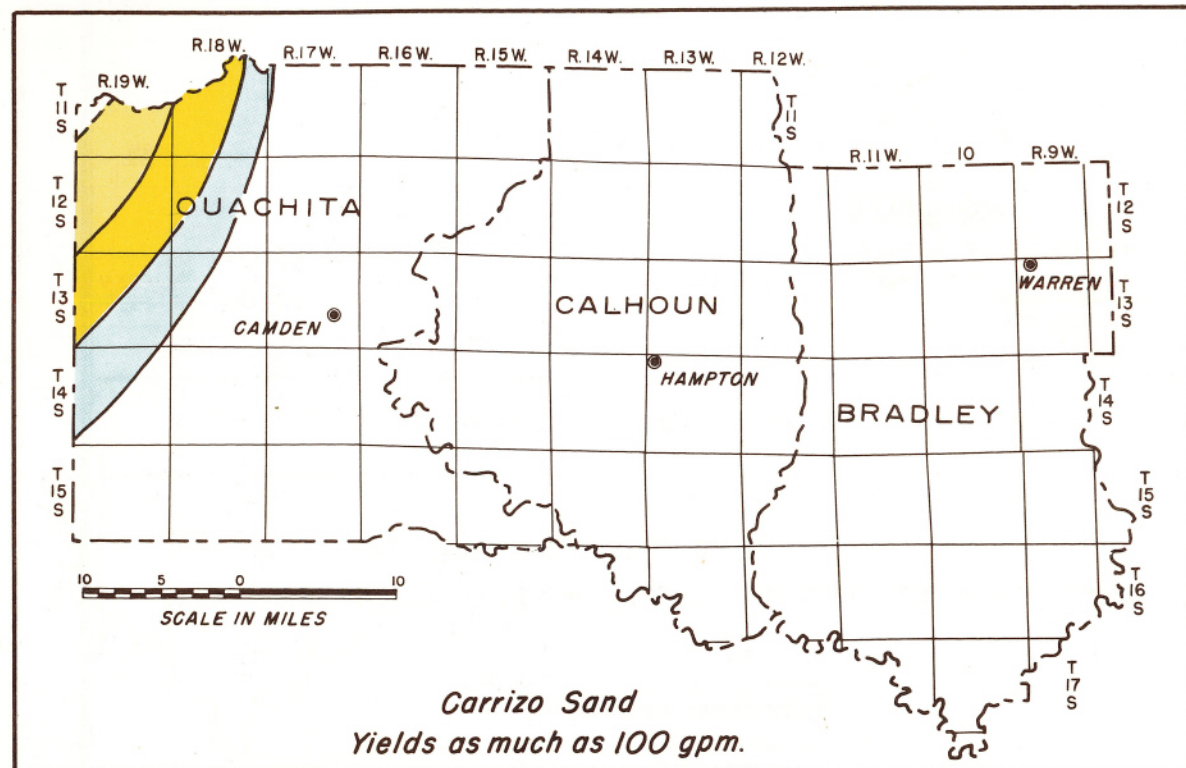 R.18W. R.17W. R.16W. R.15W. R.14W. R.13W. R.12W.
R.19W.
T
11
S
T
11
S
R.11W. 10 R.9W.
T
12
S
OUACHITA
T
12
S
T
13
S
CALHOUN
WARREN
T
13
S
CAMDEN
HAMPTON
T
14
S
BRADLEY
T
14
S
T
15
S
T
15
S
10 5 0 10
SCALE IN MILES
T
16
S
T
17
S
Carrizo Sand
Yields as much as 100 gpm.